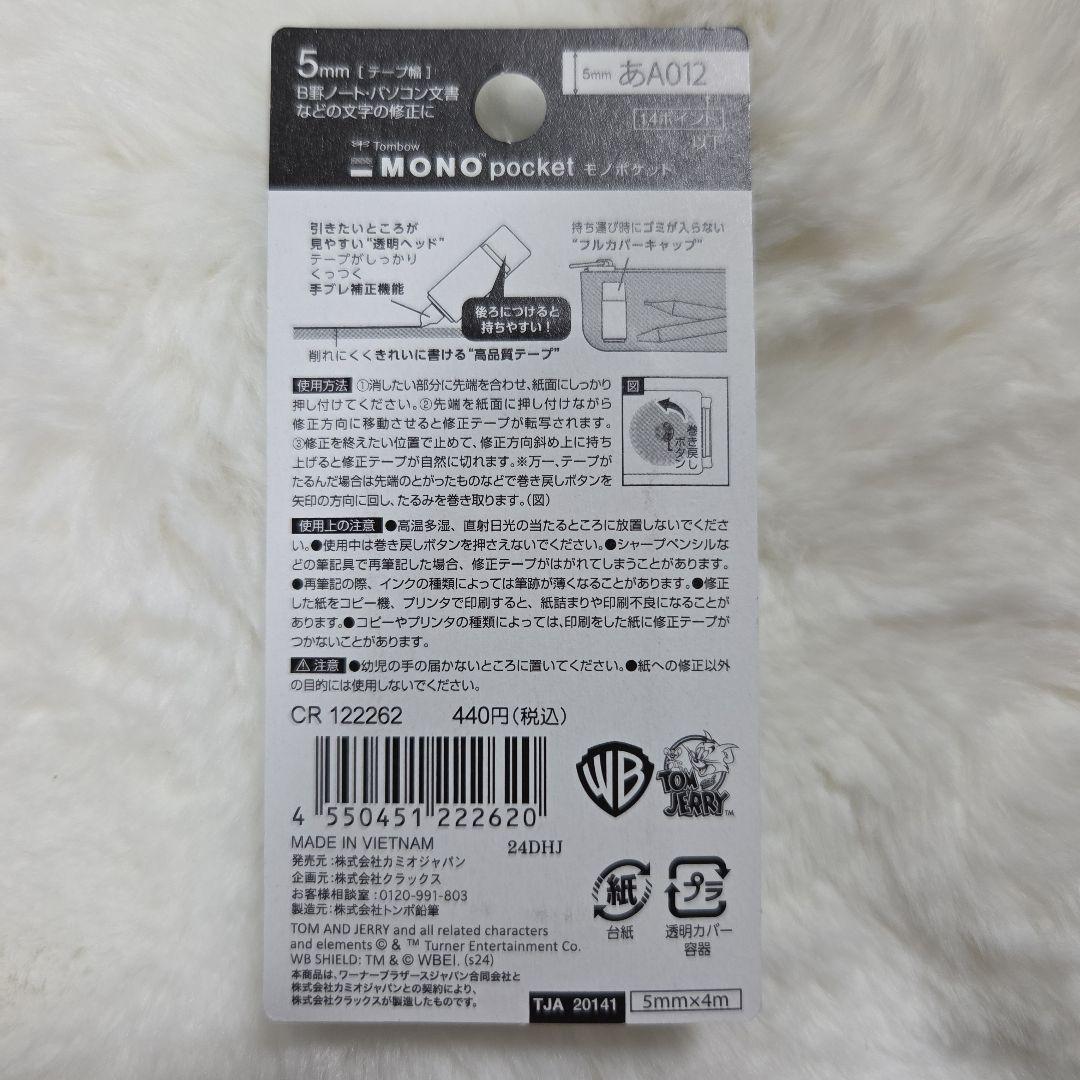 5mm [テープ幅]
B罫ノート・パソコン文書
などの文字の修正に
5mm あA012
14ポイント
以下
Tombow
MONO™ pocket モノポケット
引きたいところが
見やすい"透明ヘッド"
テープがしっかり
くっつく
手ブレ補正機能
後ろにつけると
持ちやすい!
持ち運び時にゴミが入らない
"フルカバーキャップ"
削れにくくきれいに書ける"高品質テープ"
使用方法 ①消したい部分に先端を合わせ、紙面にしっかり
押し付けてください。②先端を紙面に押し付けながら
修正方向に移動させると修正テープが転写されます。
③修正を終えたい位置で止めて、修正方向斜め上に持ち
上げると修正テープが自然に切れます。※万一、テープが
たるんだ場合は先端のとがったものなどで巻き戻しボタンを
矢印の方向に回し、たるみを巻き取ります。(図)
図
巻き戻し
ボタン
使用上の注意 ●高温多湿、直射日光の当たるところに放置しないでくださ
い。●使用中は巻き戻しボタンを押さえないでください。●シャープペンシルな
どの筆記具で再筆記した場合、修正テープがはがれてしまうことがあります。
●再筆記の際、インクの種類によっては筆跡が薄くなることがあります。●修正
した紙をコピー機、プリンタで印刷すると、紙詰まりや印刷不良になることが
あります。●コピーやプリンタの種類によっては、印刷をした紙に修正テープが
つかないことがあります。
⚠注意 ●幼児の手の届かないところに置いてください。●紙への修正以外
の目的には使用しないでください。
CR 122262 440円(税込)
4 550451 222620
WB
TOM AND JERRY™
MADE IN VIETNAM 24DHJ
発売元:株式会社カミオジャパン
企画元:株式会社クラックス
お客様相談室:0120-991-803
製造元:株式会社トンボ鉛筆
紙
台紙
プラ
透明カバー
容器
TOM AND JERRY and all related characters
and elements © & ™ Turner Entertainment Co.
WB SHIELD: TM & © WBEI. (s24)
本商品は、ワーナーブラザースジャパン合同会社と
株式会社カミオジャパンとの契約により、
株式会社クラックスが製造したものです。
TJA 20141 5mm×4m